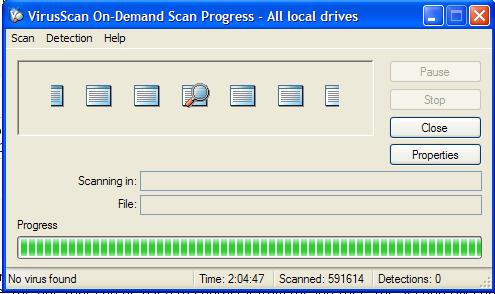 VirusScan On-Demand Scan Progress - All local drives
Scan Detection Help
Pause
Stop
Close
Properties
Scanning in:
File:
Progress
No virus found Time: 2:04:47 Scanned: 591614 Detections: 0